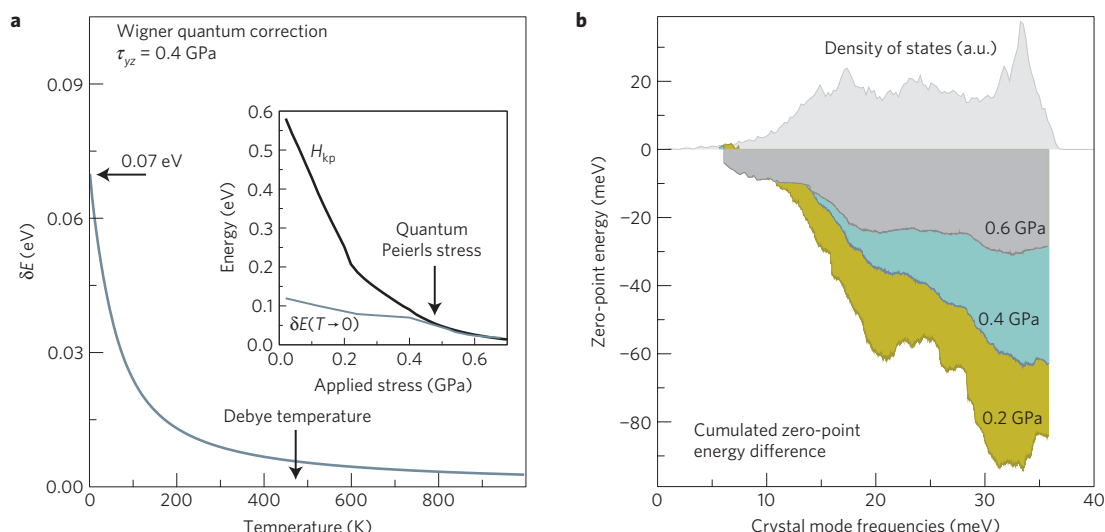 a
Wigner quantum correction
τyz = 0.4 GPa
0.09
0.07 eV
0.06
0.03
0.00
δE (eV)
0.6
0.5
0.4
0.3
0.2
0.1
0.0
Energy (eV)
Hkp
Quantum
Peierls stress
δE(T→0)
0.0 0.2 0.4 0.6
Applied stress (GPa)
Debye temperature
0 200 400 600 800
Temperature (K)
b
Density of states (a.u.)
20
0
−20
−40
−60
−80
Zero-point energy (meV)
0.6 GPa
0.4 GPa
0.2 GPa
Cumulated zero-point
energy difference
0 10 20 30 40
Crystal mode frequencies (meV)